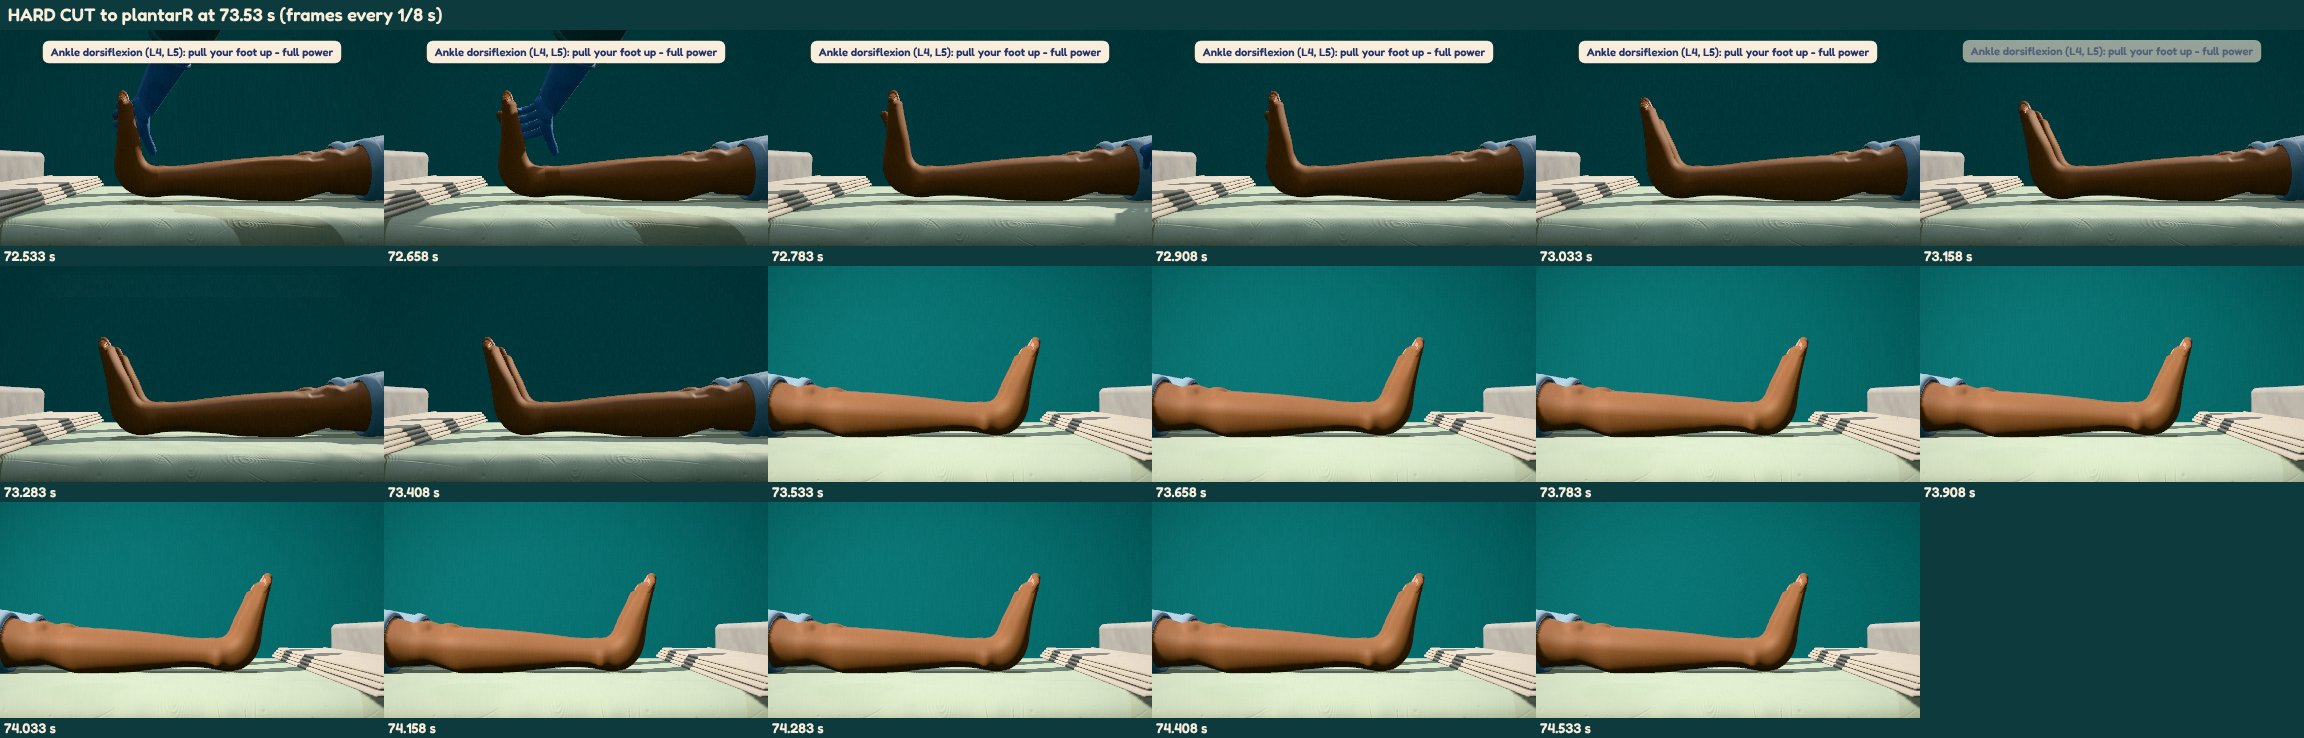 HARD CUT to plantarR at 73.53 s (frames every 1/8 s)
Ankle dorsiflexion (L4, L5): pull your foot up - full power
Ankle dorsiflexion (L4, L5): pull your foot up - full power
Ankle dorsiflexion (L4, L5): pull your foot up - full power
Ankle dorsiflexion (L4, L5): pull your foot up - full power
Ankle dorsiflexion (L4, L5): pull your foot up - full power
Ankle dorsiflexion (L4, L5): pull your foot up - full power
72.533 s
72.658 s
72.783 s
72.908 s
73.033 s
73.158 s
73.283 s
73.408 s
73.533 s
73.658 s
73.783 s
73.908 s
74.033 s
74.158 s
74.283 s
74.408 s
74.533 s